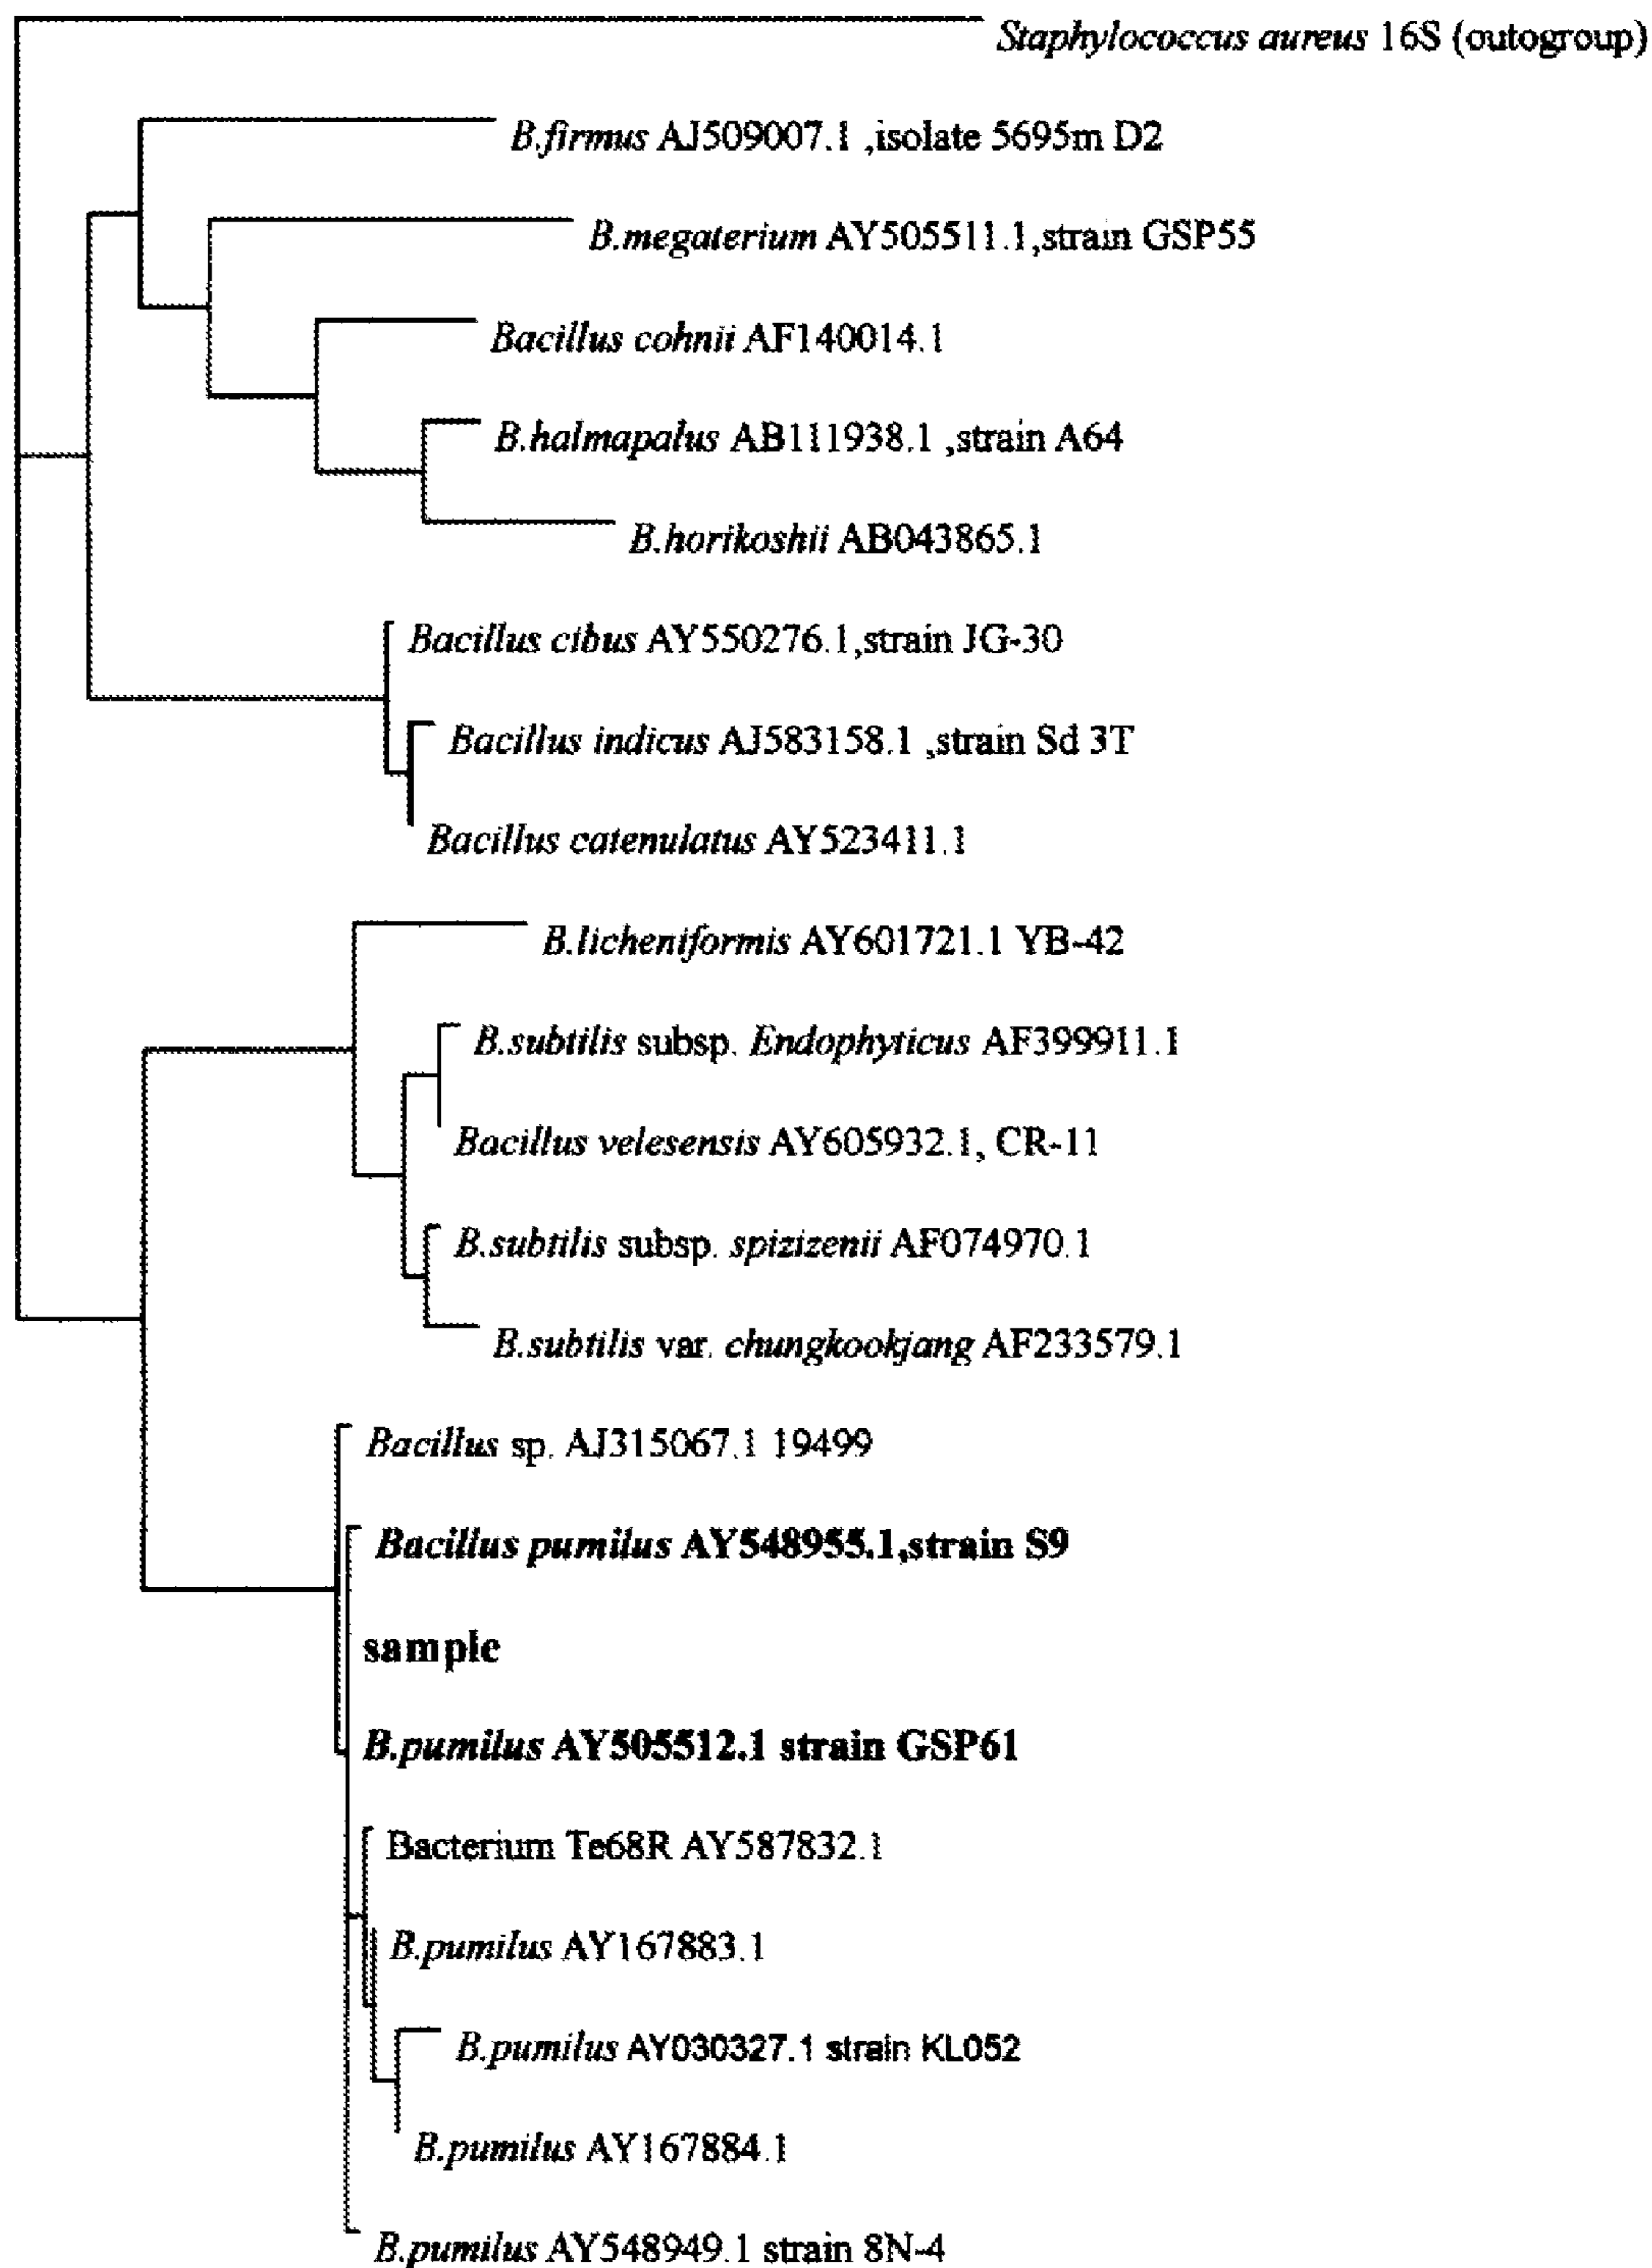 Staphylococcus aureus 16S (outogroup)
B.firmus AJ509007.1 ,isolate 5695m D2
B.megaterium AY505511.1,strain GSP55
Bacillus cohnii AF140014.1
B.halmapalus AB111938.1 ,strain A64
B.horikoshii AB043865.1
Bacillus cibus AY550276.1,strain JG-30
Bacillus indicus AJ583158.1 ,strain Sd 3T
Bacillus catenulatus AY523411.1
B.licheniformis AY601721.1 YB-42
B.subtilis subsp. Endophyticus AF399911.1
Bacillus velesensis AY605932.1, CR-11
B.subtilis subsp. spizizenii AF074970.1
B.subtilis var. chungkookjang AF233579.1
Bacillus sp. AJ315067.1 19499
Bacillus pumilus AY548955.1,strain S9
sample
B.pumilus AY505512.1 strain GSP61
Bacterium Te68R AY587832.1
B.pumilus AY167883.1
B.pumilus AY030327.1 strain KL052
B.pumilus AY167884.1
B.pumilus AY548949.1 strain 8N-4